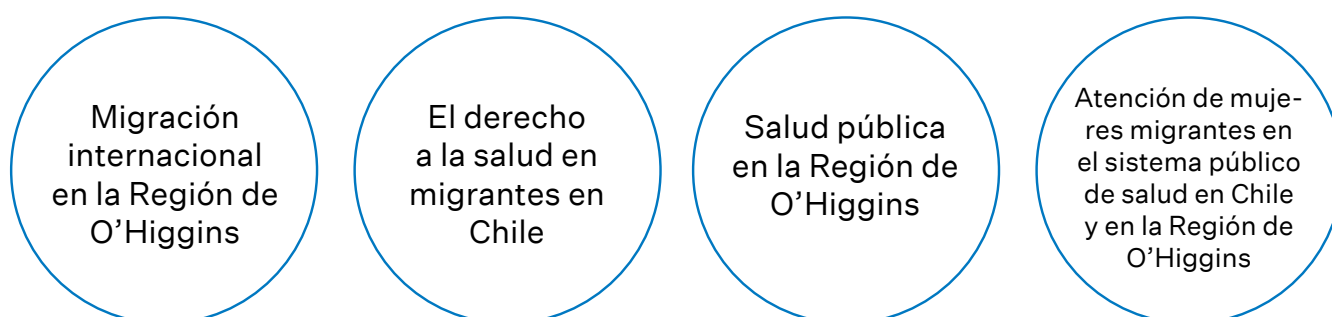 Migración
internacional
en la Región de
O’Higgins
El derecho
a la salud en
migrantes en
Chile
Salud pública
en la Región de
O’Higgins
Atención de muje-
res migrantes en
el sistema público
de salud en Chile
y en la Región de
O’Higgins